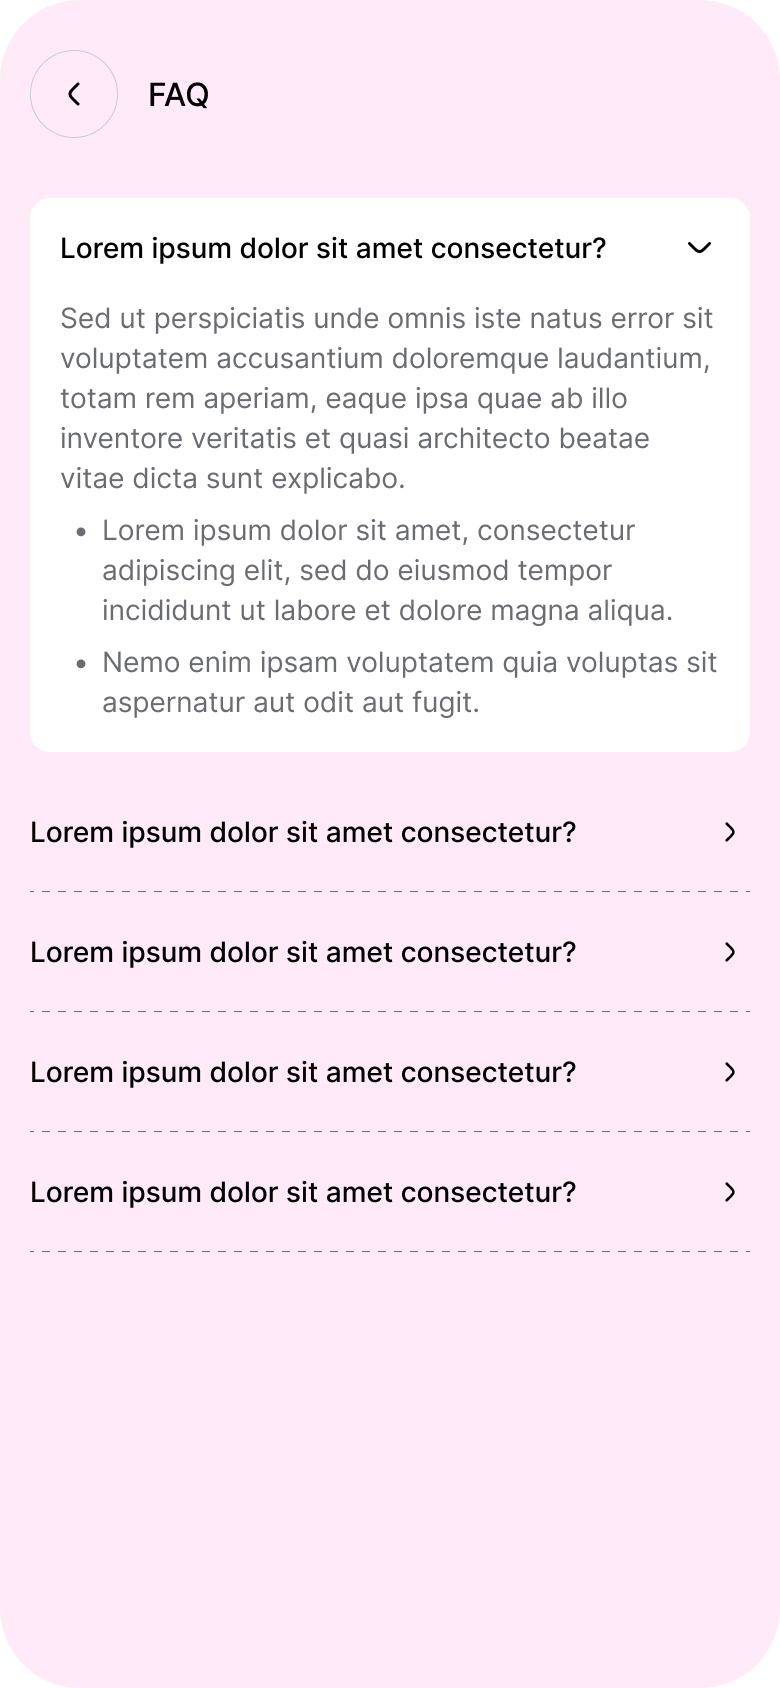 FAQ
Lorem ipsum dolor sit amet consectetur?
Sed ut perspiciatis unde omnis iste natus error sit
voluptatem accusantium doloremque laudantium,
totam rem aperiam, eaque ipsa quae ab illo
inventore veritatis et quasi architecto beatae
vitae dicta sunt explicabo.
• Lorem ipsum dolor sit amet, consectetur
adipiscing elit, sed do eiusmod tempor
incididunt ut labore et dolore magna aliqua.
• Nemo enim ipsam voluptatem quia voluptas sit
aspernatur aut odit aut fugit.
Lorem ipsum dolor sit amet consectetur?
Lorem ipsum dolor sit amet consectetur?
Lorem ipsum dolor sit amet consectetur?
Lorem ipsum dolor sit amet consectetur?